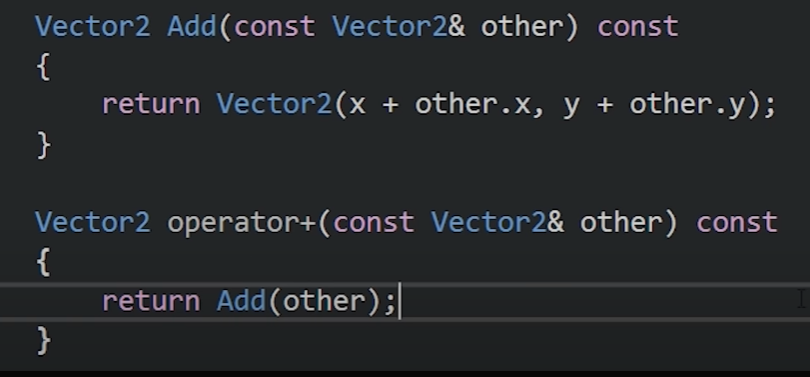 Vector2 Add(const Vector2& other) const
{
    return Vector2(x + other.x, y + other.y);
}

Vector2 operator+(const Vector2& other) const
{
    return Add(other);
}